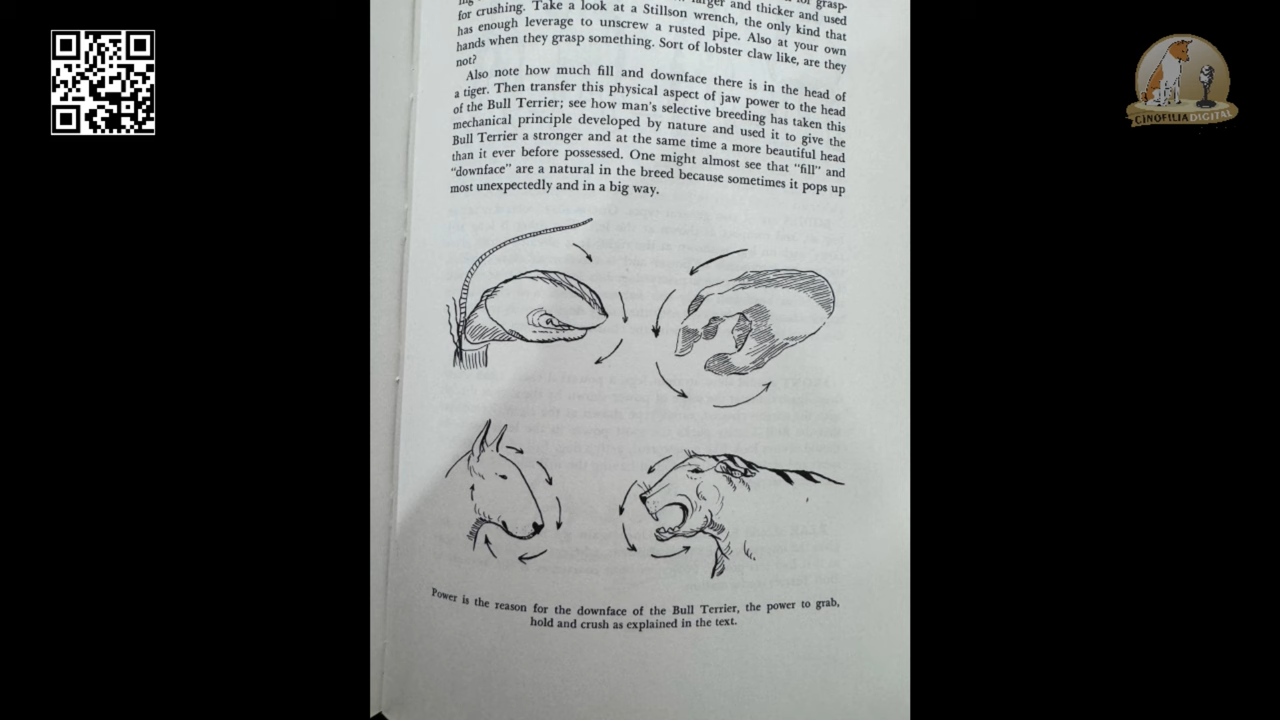 larger and thicker and used
for crushing. Take a look at a Stillson wrench, the only kind that
has enough leverage to unscrew a rusted pipe. Also at your own
hands when they grasp something. Sort of lobster claw like, are they
not?
Also note how much fill and downface there is in the head of
a tiger. Then transfer this physical aspect of jaw power to the head
of the Bull Terrier; see how man's selective breeding has taken this
mechanical principle developed by nature and used it to give the
Bull Terrier a stronger and at the same time a more beautiful head
than it ever before possessed. One might almost see that "fill" and
"downface" are a natural in the breed because sometimes it pops up
most unexpectedly and in a big way.
Power is the reason for the downface of the Bull Terrier, the power to grab,
hold and crush as explained in the text.
CINOFILIA DIGITAL